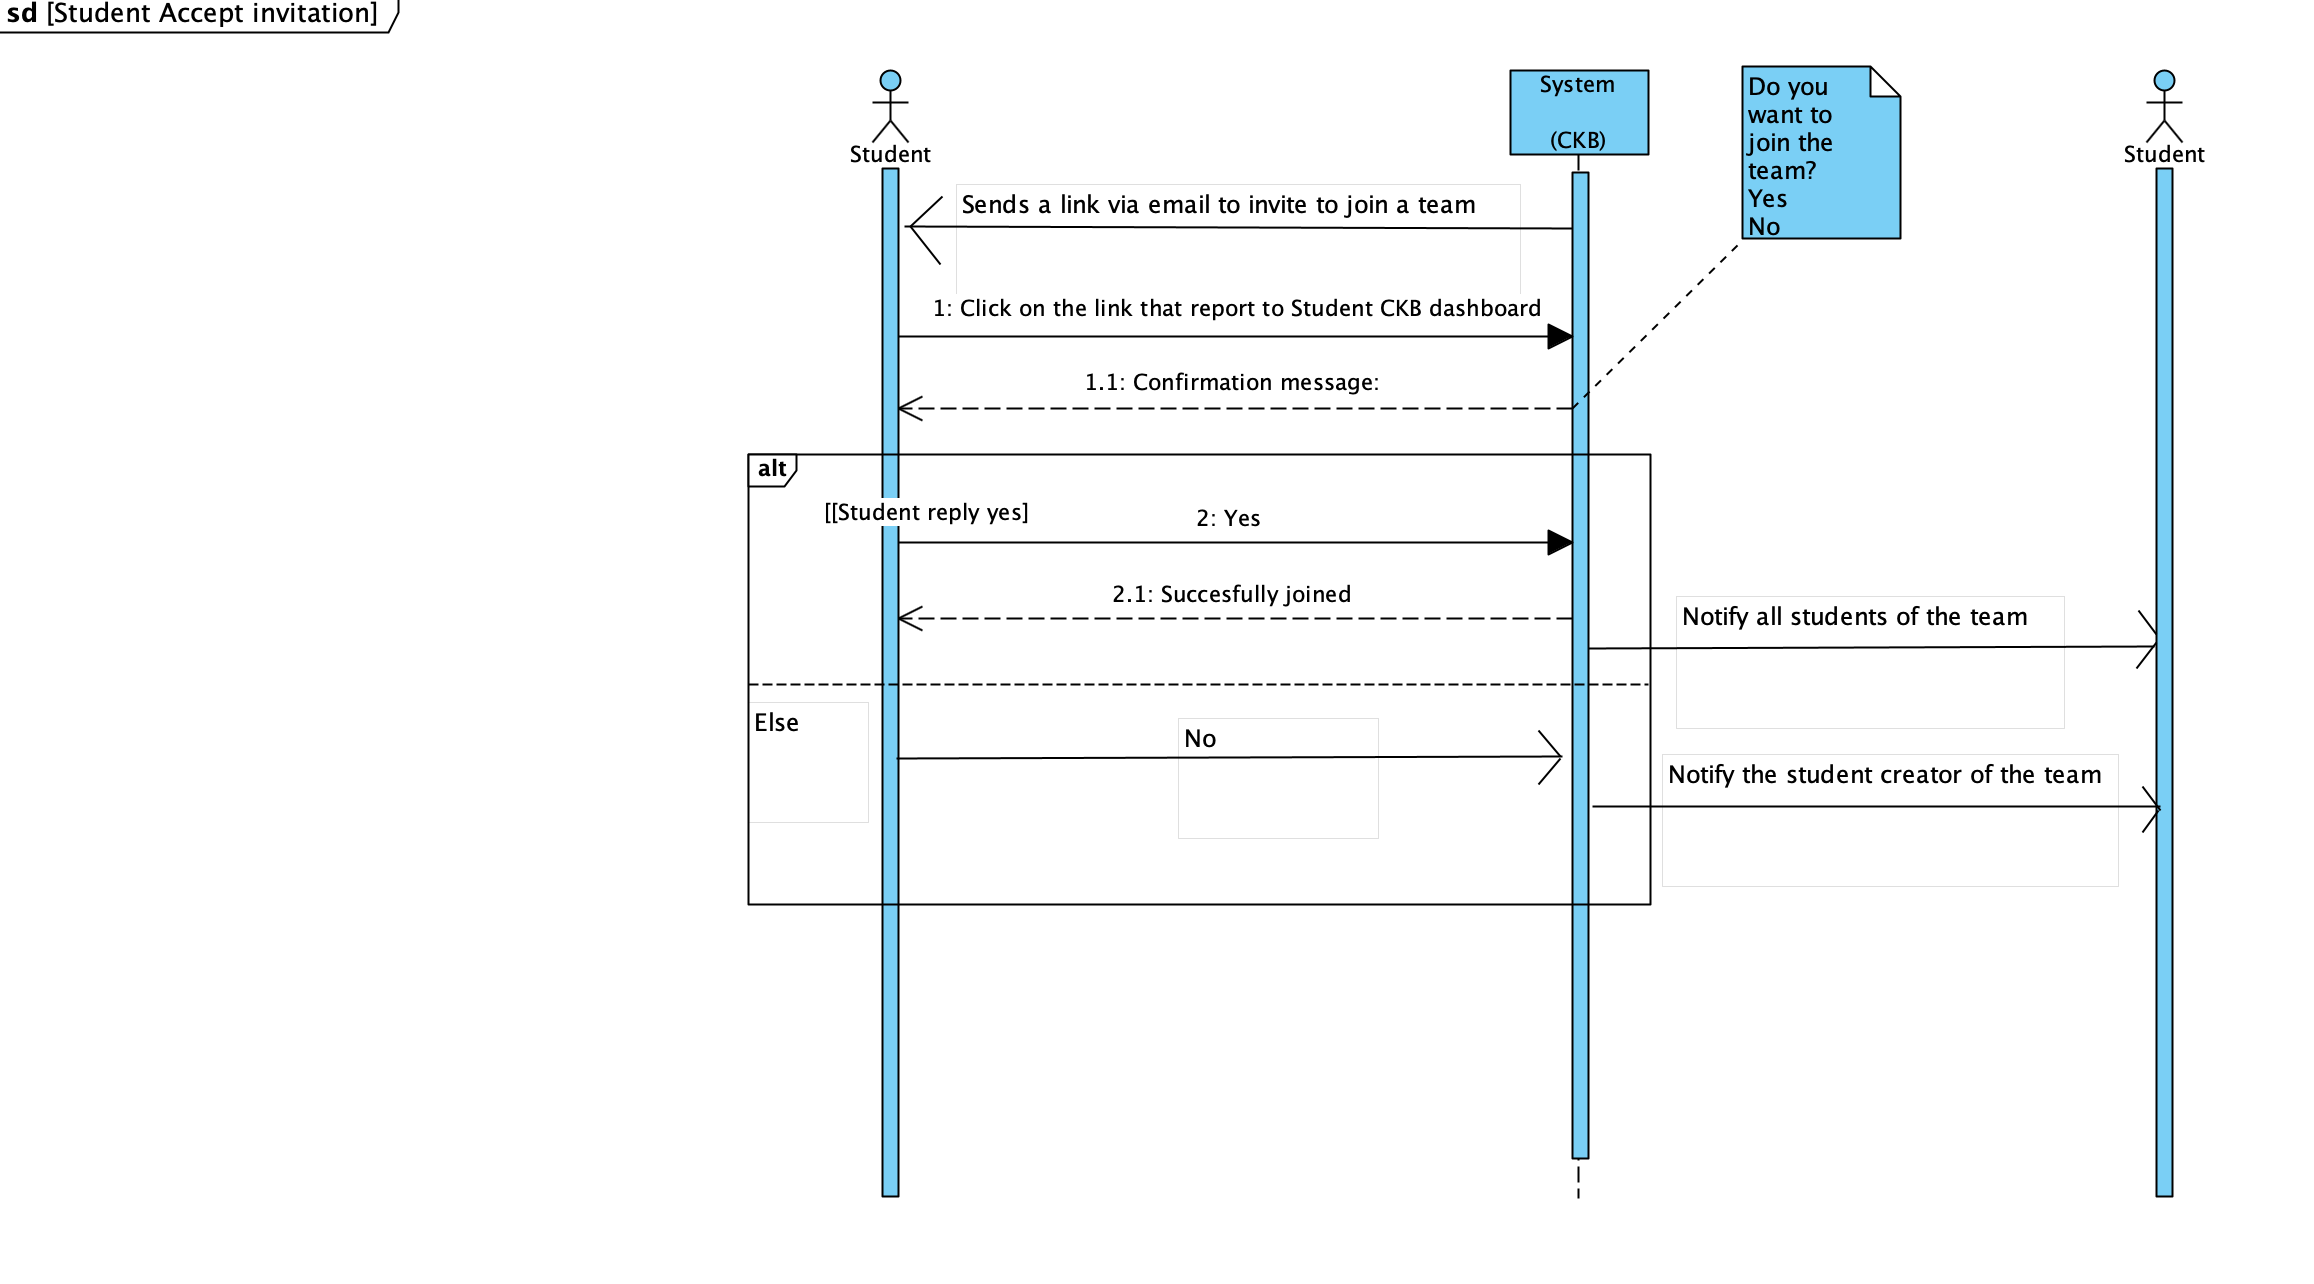 sd [Student Accept invitation]
Student
System
(CKB)
Do you
want to
join the
team?
Yes
No
Student
Sends a link via email to invite to join a team
1: Click on the link that report to Student CKB dashboard
1.1: Confirmation message:
alt
[[Student reply yes]
2: Yes
2.1: Succesfully joined
Notify all students of the team
Else
No
Notify the student creator of the team